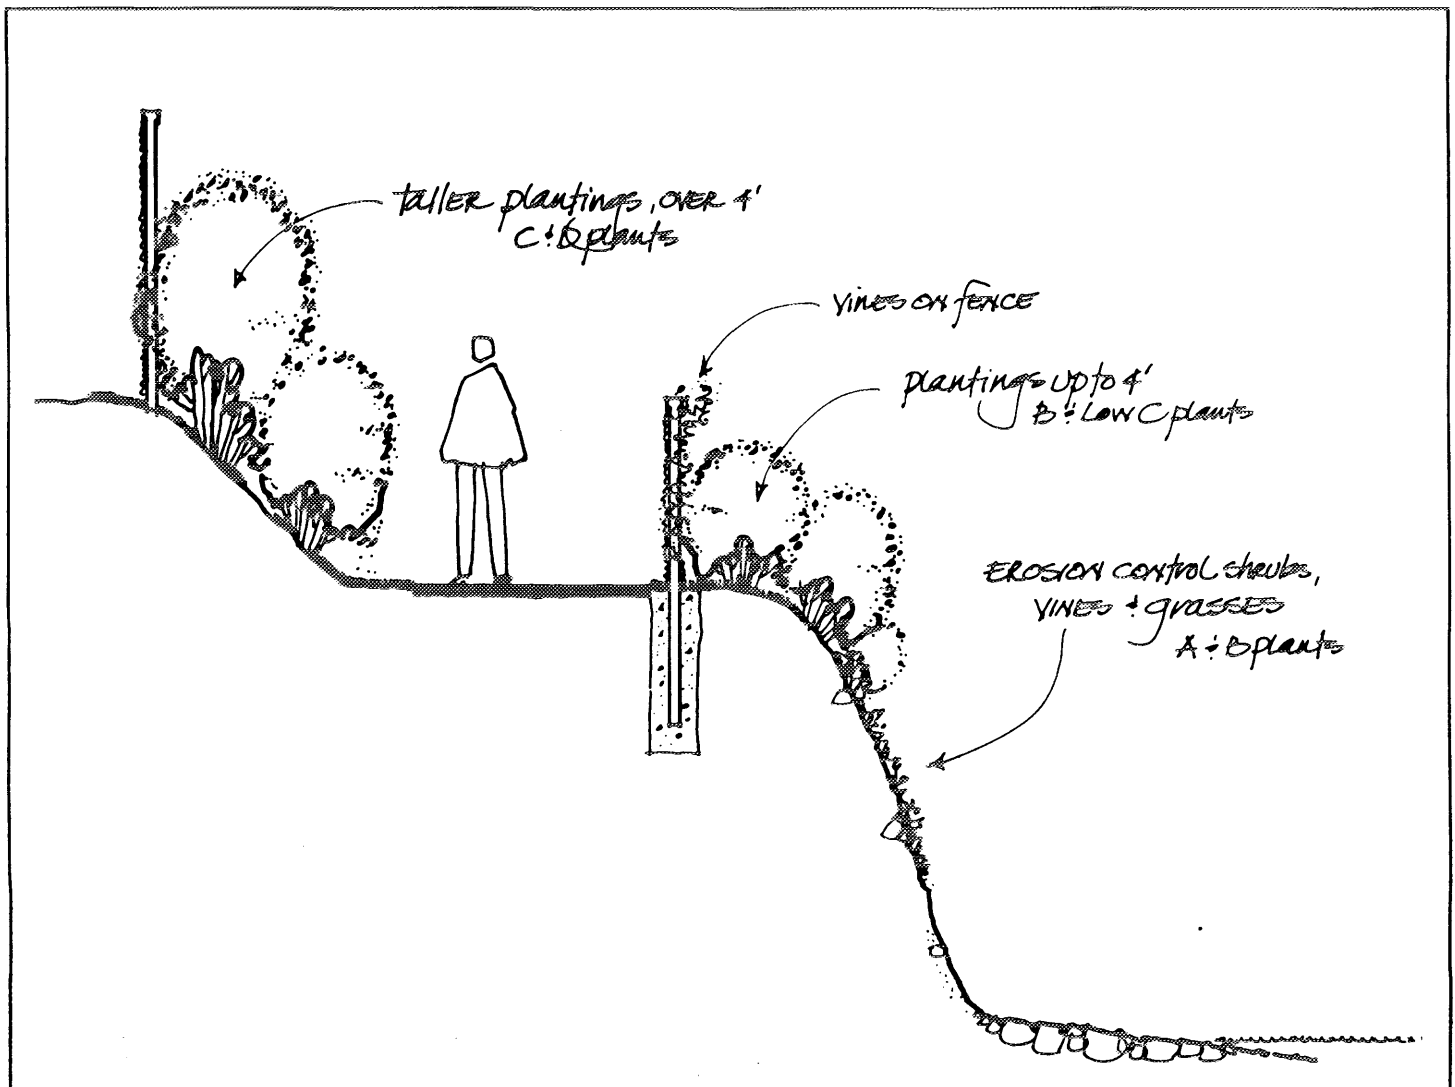 taller plantings, over 4'
C & D plants
vines on fence
plantings up to 4'
B & Low C plants
Erosion control shrubs,
vines & grasses
A & B plants